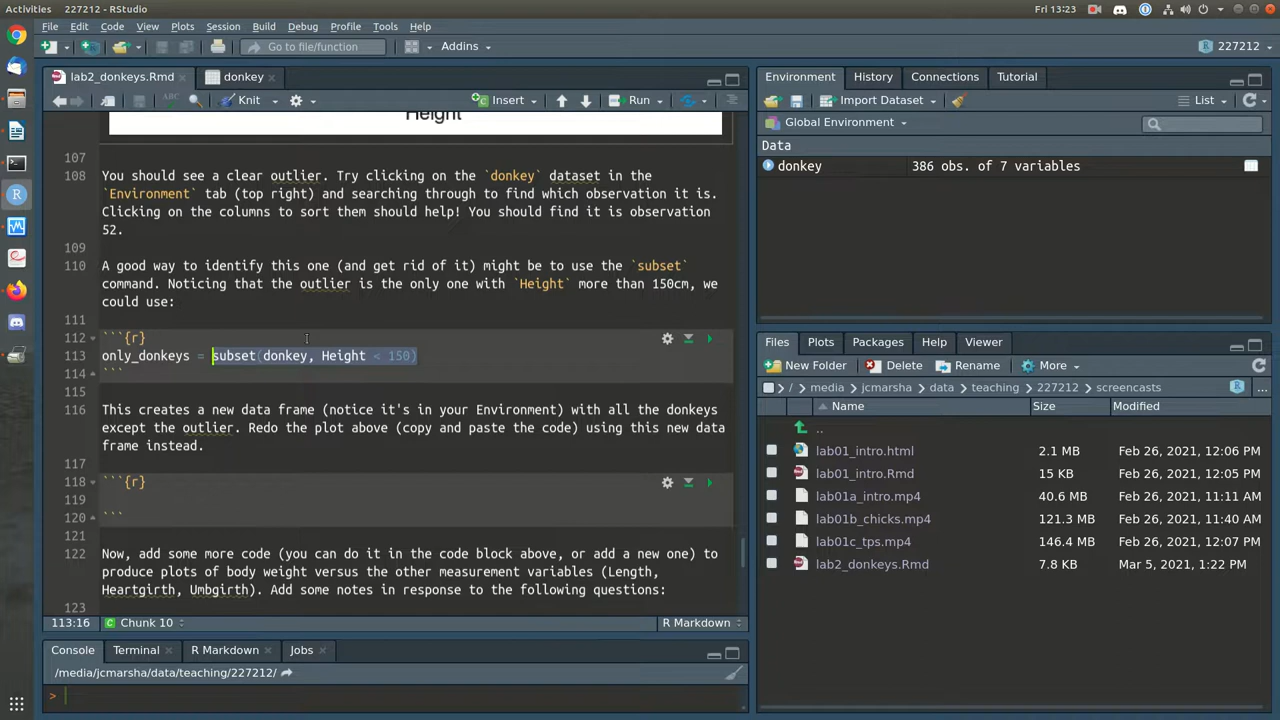 Activities
227212 - RStudio
Fri 13:23
File Edit Code View Plots Session Build Debug Profile Tools Help
Go to file/function
Addins
227212
lab2_donkeys.Rmd
donkey
Knit
Insert
Run
Height
107
108 You should see a clear outlier. Try clicking on the `donkey` dataset in the
`Environment` tab (top right) and searching through to find which observation it is.
Clicking on the columns to sort them should help! You should find it is observation
52.
109
110 A good way to identify this one (and get rid of it) might be to use the `subset`
command. Noticing that the outlier is the only one with `Height` more than 150cm, we
could use:
111
112 ```{r}
113 only_donkeys = subset(donkey, Height < 150)
114 ```
115
116 This creates a new data frame (notice it's in your Environment) with all the donkeys
except the outlier. Redo the plot above (copy and paste the code) using this new data
frame instead.
117
118 ```{r}
119
120 ```
121
122 Now, add some more code (you can do it in the code block above, or add a new one) to
produce plots of body weight versus the other measurement variables (Length,
Heartgirth, Umbgirth). Add some notes in response to the following questions:
123
113:16 Chunk 10 R Markdown
Console Terminal R Markdown Jobs
/media/jcmarsha/data/teaching/227212/
>
Environment History Connections Tutorial
Import Dataset
List
Global Environment
Data
donkey 386 obs. of 7 variables
Files Plots Packages Help Viewer
New Folder Delete Rename More
/ media jcmarsha data teaching 227212 screencasts ...
Name Size Modified
..
lab01_intro.html 2.1 MB Feb 26, 2021, 12:06 PM
lab01_intro.Rmd 15 KB Feb 26, 2021, 12:05 PM
lab01a_intro.mp4 40.6 MB Feb 26, 2021, 11:11 AM
lab01b_chicks.mp4 121.3 MB Feb 26, 2021, 11:40 AM
lab01c_tps.mp4 146.4 MB Feb 26, 2021, 12:07 PM
lab2_donkeys.Rmd 7.8 KB Mar 5, 2021, 1:22 PM